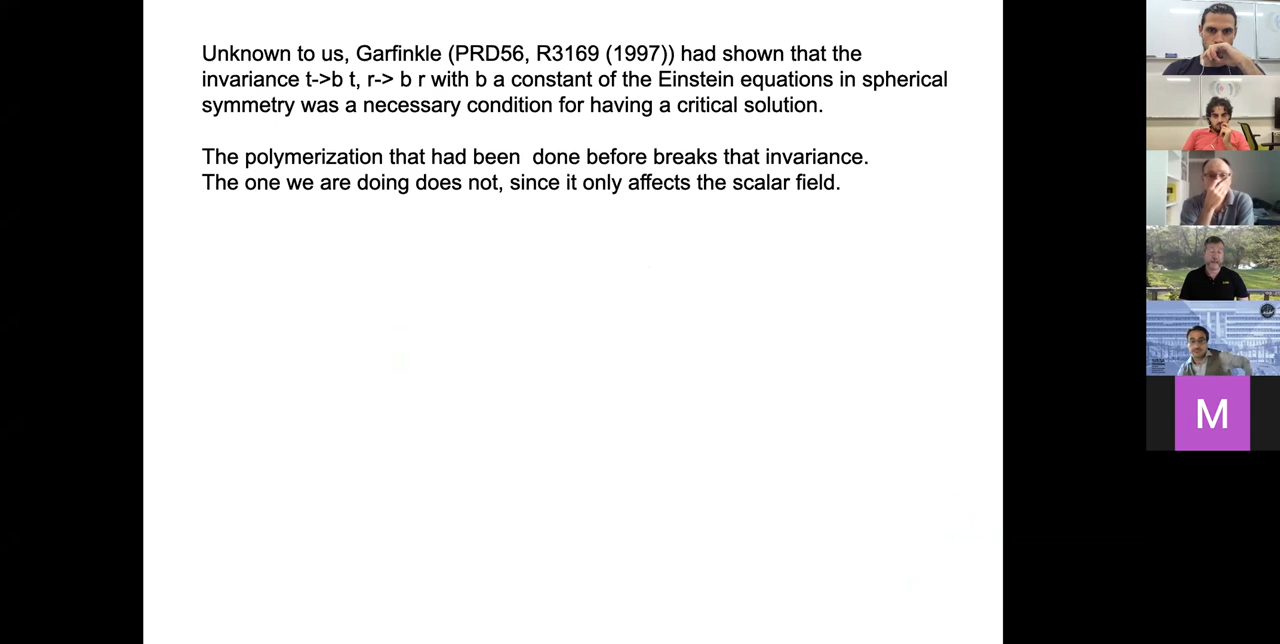 Unknown to us, Garfinkle (PRD56, R3169 (1997)) had shown that the
invariance t->b t, r-> b r with b a constant of the Einstein equations in spherical
symmetry was a necessary condition for having a critical solution.
The polymerization that had been  done before breaks that invariance.
The one we are doing does not, since it only affects the scalar field.
M